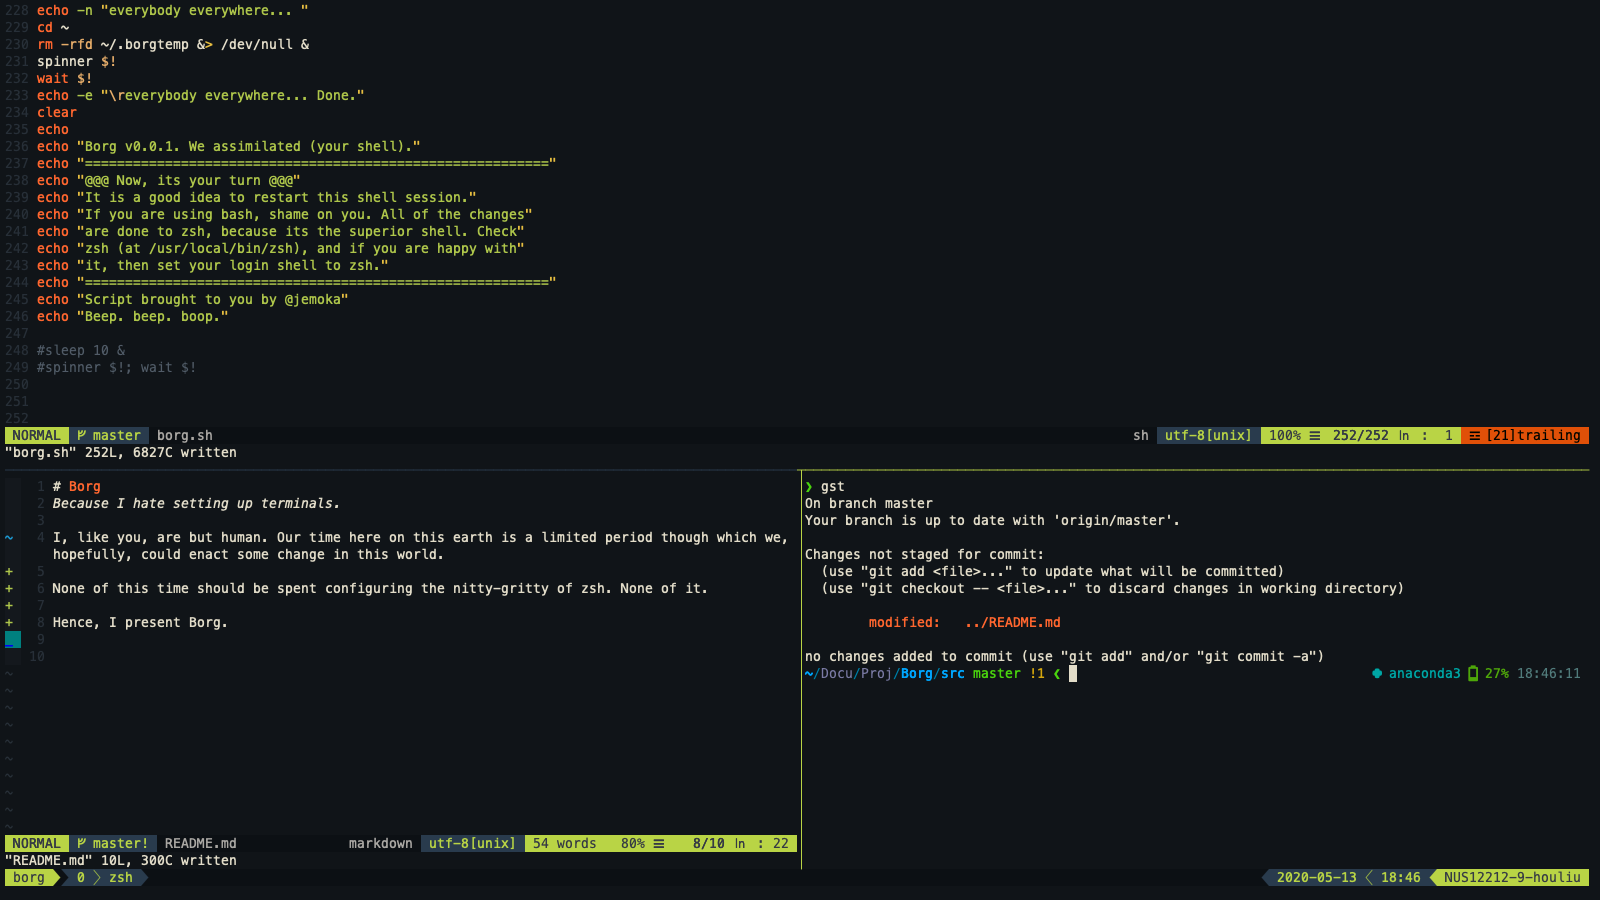 228 echo -n "everybody everywhere... "
229 cd ~
230 rm -rfd ~/.borgtemp &> /dev/null &
231 spinner $!
232 wait $!
233 echo -e "\reverybody everywhere... Done."
234 clear
235 echo
236 echo "Borg v0.0.1. We assimilated (your shell)."
237 echo "=========================================================="
238 echo "@@@ Now, its your turn @@@"
239 echo "It is a good idea to restart this shell session."
240 echo "If you are using bash, shame on you. All of the changes"
241 echo "are done to zsh, because its the superior shell. Check"
242 echo "zsh (at /usr/local/bin/zsh), and if you are happy with"
243 echo "it, then set your login shell to zsh."
244 echo "=========================================================="
245 echo "Script brought to you by @jemoka"
246 echo "Beep. beep. boop."
247
248 #sleep 10 &
249 #spinner $!; wait $!
250
251
252
NORMAL master borg.sh sh utf-8[unix] 100% ☰ 252/252 ln : 1 ☲ [21]trailing
"borg.sh" 252L, 6827C written
1 # Borg
2 Because I hate setting up terminals.
3
~ 4 I, like you, are but human. Our time here on this earth is a limited period though which we,
hopefully, could enact some change in this world.
+ 5
+ 6 None of this time should be spent configuring the nitty-gritty of zsh. None of it.
+ 7
+ 8 Hence, I present Borg.
_ 9
10
~
~
~
~
~
~
~
~
~
~
NORMAL master! README.md markdown utf-8[unix] 54 words 80% ☰ 8/10 ln : 22
"README.md" 10L, 300C written
❯ gst
On branch master
Your branch is up to date with 'origin/master'.
Changes not staged for commit:
(use "git add <file>..." to update what will be committed)
(use "git checkout -- <file>..." to discard changes in working directory)
modified: ../README.md
no changes added to commit (use "git add" and/or "git commit -a")
~/Docu/Proj/Borg/src master !1 ❮ anaconda3 27% 18:46:11
borg 0 zsh 2020-05-13 18:46 NUS12212-9-houliu